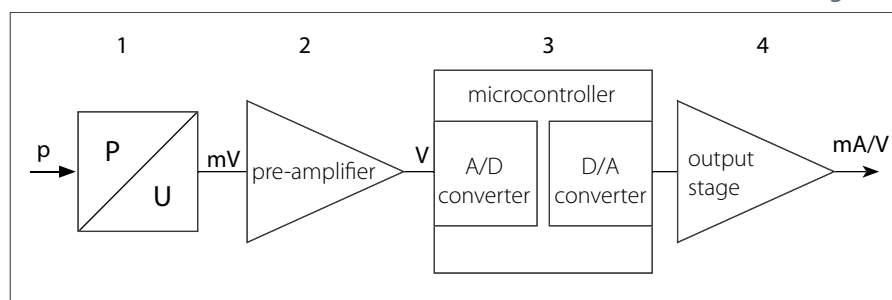 1 2 3 4
microcontroller
p P mV pre-amplifier V A/D D/A output mA/V
U converter converter stage